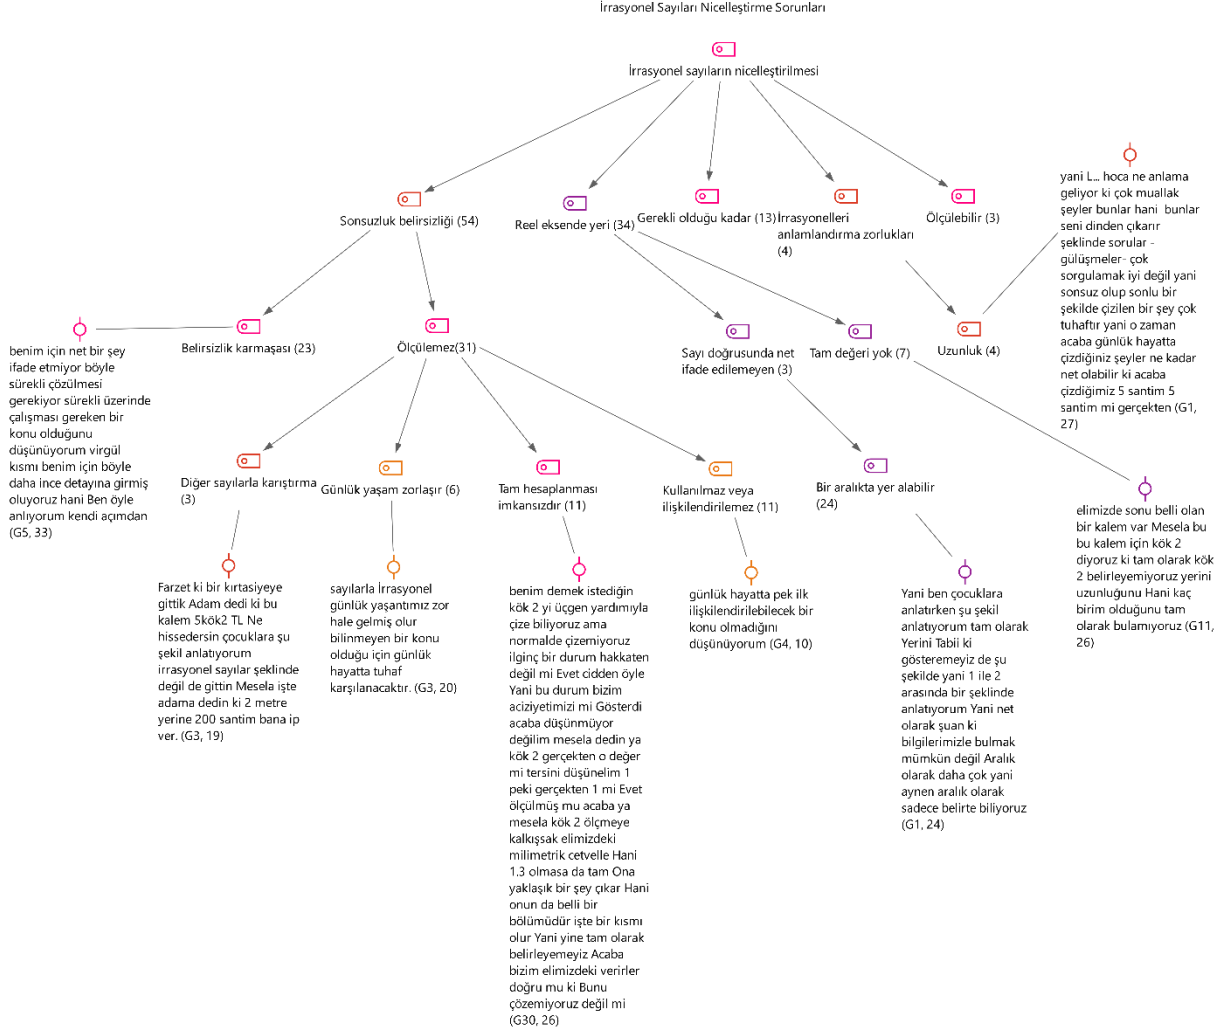 İrrasyonel Sayıları Nicelleştirme Sorunları
İrrasyonel sayıların nicelleştirilmesi
Sonsuzluk belirsizliği (54)
Reel eksende yeri (34)
Gerekli olduğu kadar (13)
İrrasyonelleri
anlamlandırma zorlukları
(4)
Ölçülebilir (3)
yani L... hoca ne anlama
geliyor ki çok muallak
şeyler bunlar hani  bunlar
seni dinden çıkarır
şeklinde sorular -
gülüşmeler- çok
sorgulamak iyi değil yani
sonsuz olup sonlu bir
şekilde çizilen bir şey çok
tuhaftır yani o zaman
acaba günlük hayatta
çizdiğiniz şeyler ne kadar
net olabilir ki acaba
çizdiğimiz 5 santim 5
santim mi gerçekten (G1,
27)
benim için net bir şey
ifade etmiyor böyle
sürekli çözülmesi
gerekiyor sürekli üzerinde
çalışması gereken bir
konu olduğunu
düşünüyorum virgül
kısmı benim için böyle
daha ince detayına girmiş
oluyoruz hani Ben öyle
anlıyorum kendi açımdan
(G5, 33)
Belirsizlik karmaşası (23)
Ölçülemez(31)
Sayı doğrusunda net
ifade edilemeyen (3)
Tam değeri yok (7)
Uzunluk (4)
Diğer sayılarla karıştırma
(3)
Günlük yaşam zorlaşır (6)
Tam hesaplanması
imkansızdır (11)
Kullanılmaz veya
ilişkilendirilemez (11)
Bir aralıkta yer alabilir
(24)
elimizde sonu belli olan
bir kalem var Mesela bu
bu kalem için kök 2
diyoruz ki tam olarak kök
2 belirleyemiyoruz yerini
uzunluğunu Hani kaç
birim olduğunu tam
olarak bulamıyoruz (G11,
26)
Farzet ki bir kırtasiyeye
gittik Adam dedi ki bu
kalem 5kök2 TL Ne
hissedersin çocuklara şu
şekil anlatıyorum
irrasyonel sayılar şeklinde
değil de gittin Mesela işte
adama dedin ki 2 metre
yerine 200 santim bana ip
ver. (G3, 19)
sayılarla İrrasyonel
günlük yaşantımız zor
hale gelmiş olur
bilinmeyen bir konu
olduğu için günlük
hayatta tuhaf
karşılanacaktır. (G3, 20)
benim demek istediğin
kök 2 yi üçgen yardımıyla
çize biliyoruz ama
normalde çizemiyoruz
ilginç bir durum hakkaten
değil mi Evet cidden öyle
Yani bu durum bizim
aciziyetimizi mi Gösterdi
acaba düşünmüyor
değilim mesela dedin ya
kök 2 gerçekten o değer
mi tersini düşünelim 1
peki gerçekten 1 mi Evet
ölçülmüş mu acaba ya
mesela kök 2 ölçmeye
kalkışsak elimizdeki
milimetrik cetvelle Hani
1.3 olmasa da tam Ona
yaklaşık bir şey çıkar Hani
onun da belli bir
bölümüdür işte bir kısmı
olur Yani yine tam olarak
belirleyemeyiz Acaba
bizim elimizdeki verirler
doğru mu ki Bunu
çözemiyoruz değil mi
(G30, 26)
günlük hayatta pek ilk
ilişkilendirilebilecek bir
konu olmadığını
düşünüyorum (G4, 10)
Yani ben çocuklara
anlatırken şu şekil
anlatıyorum tam olarak
Yerini Tabii ki
gösteremeyiz de şu
şekilde yani 1 ile 2
arasında bir şeklinde
anlatıyorum Yani net
olarak şuan ki
bilgilerimizle bulmak
mümkün değil Aralık
olarak daha çok yani
aynen aralık olarak
sadece belirte biliyoruz
(G1, 24)